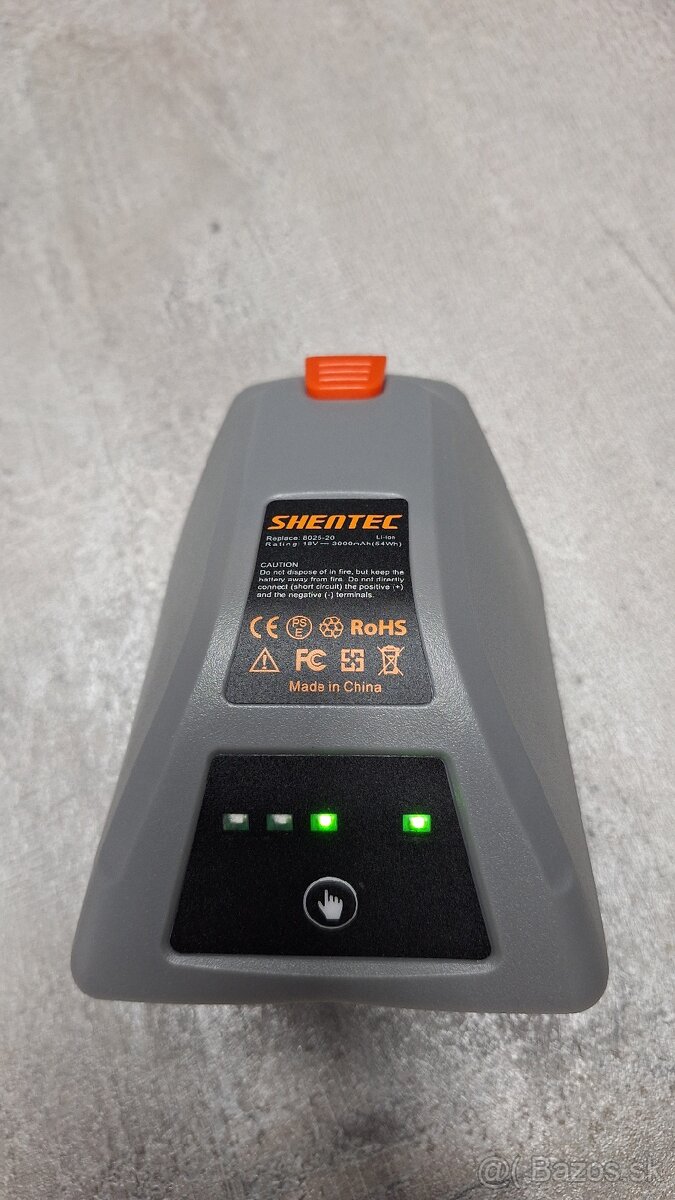 SHENTEC
Replace: 8025-20 Li-ion
Rating: 18V 3000mAh(54Wh)
CAUTION
Do not dispose of in fire, but keep the
battery away from fire. Do not directly
connect (short circuit) the positive (+)
and the negative (-) terminals.
CE PS E RoHS
FC
Made in China
@( Bazos.sk